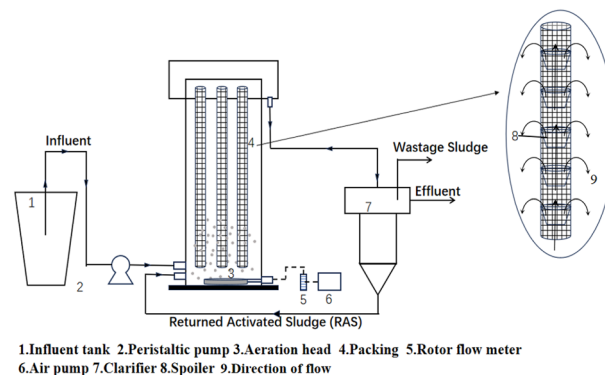 Influent
1
2
3
4
5
6
7
Wastage Sludge
Effluent
8
9
Returned Activated Sludge (RAS)
1.Influent tank 2.Peristaltic pump 3.Aeration head 4.Packing 5.Rotor flow meter
6.Air pump 7.Clarifier 8.Spoiler 9.Direction of flow